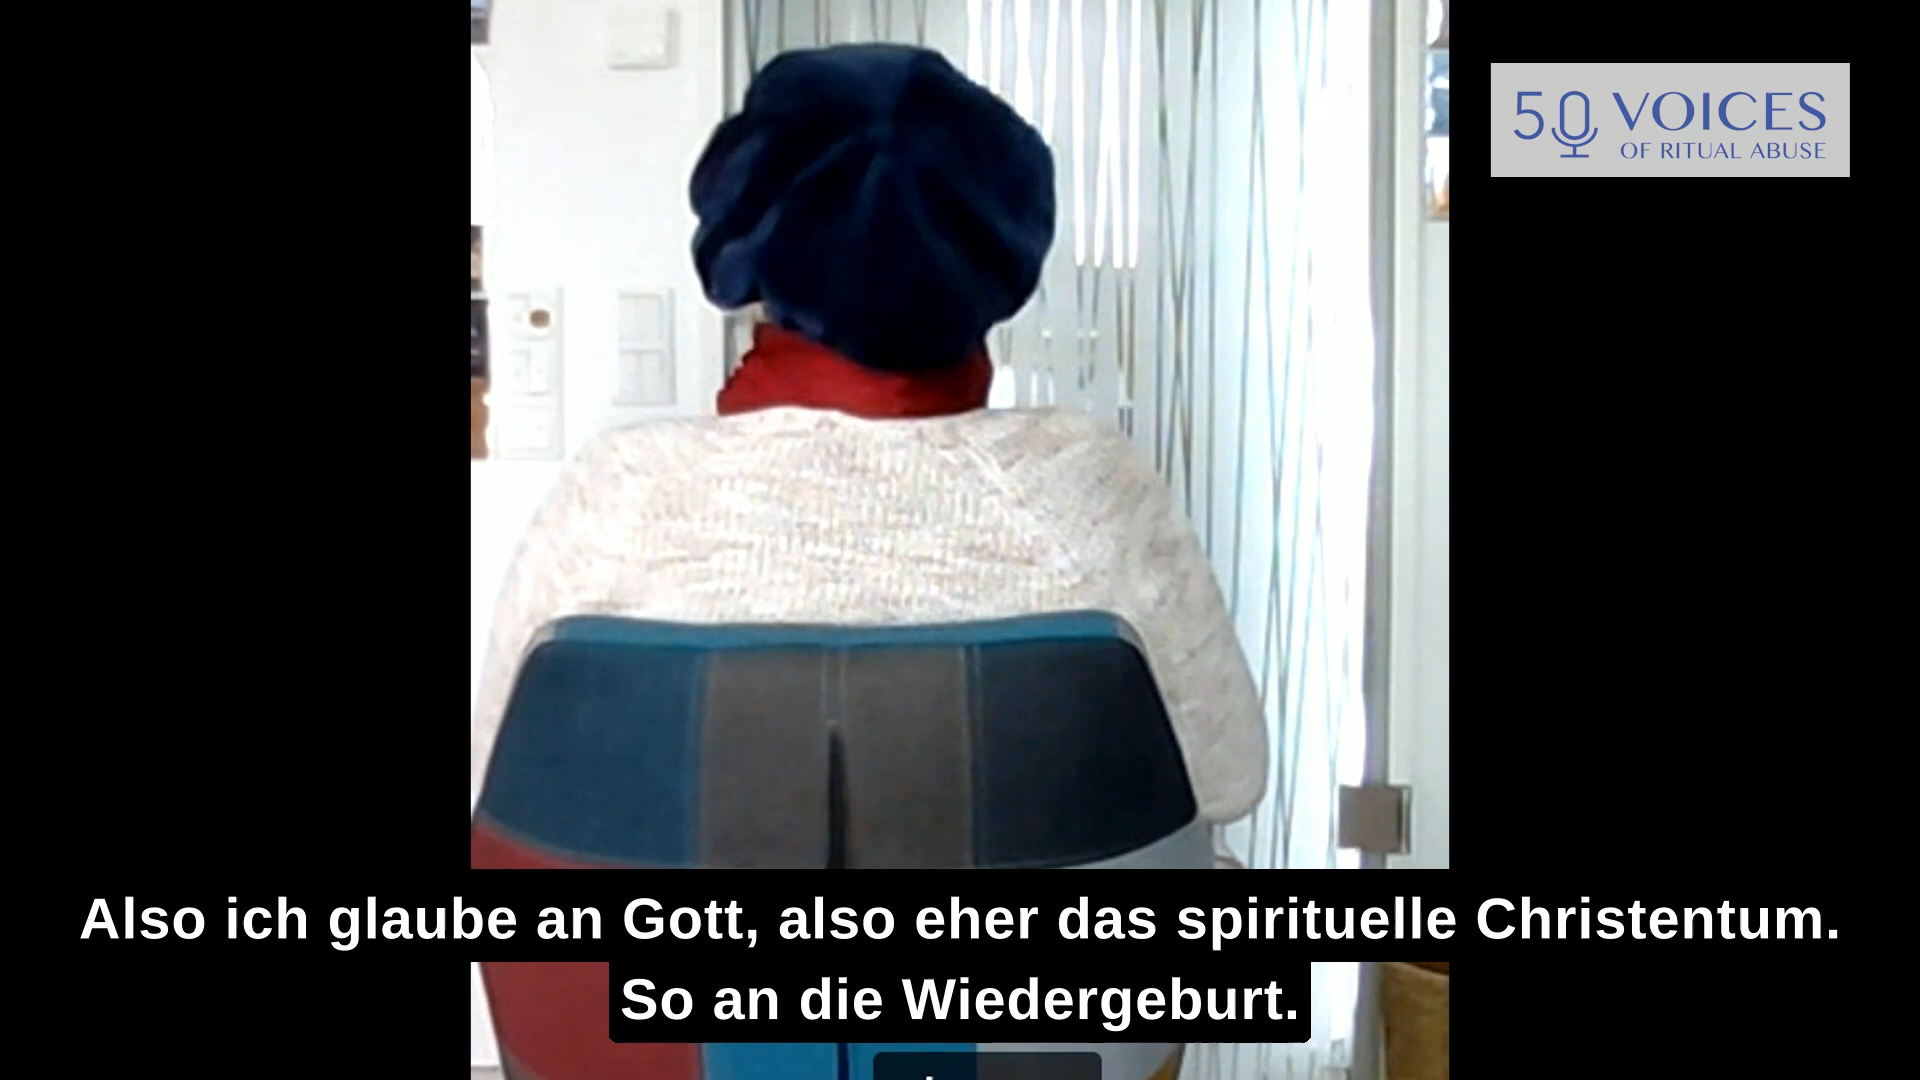 50 VOICES
OF RITUAL ABUSE
Also ich glaube an Gott, also eher das spirituelle Christentum.
So an die Wiedergeburt.